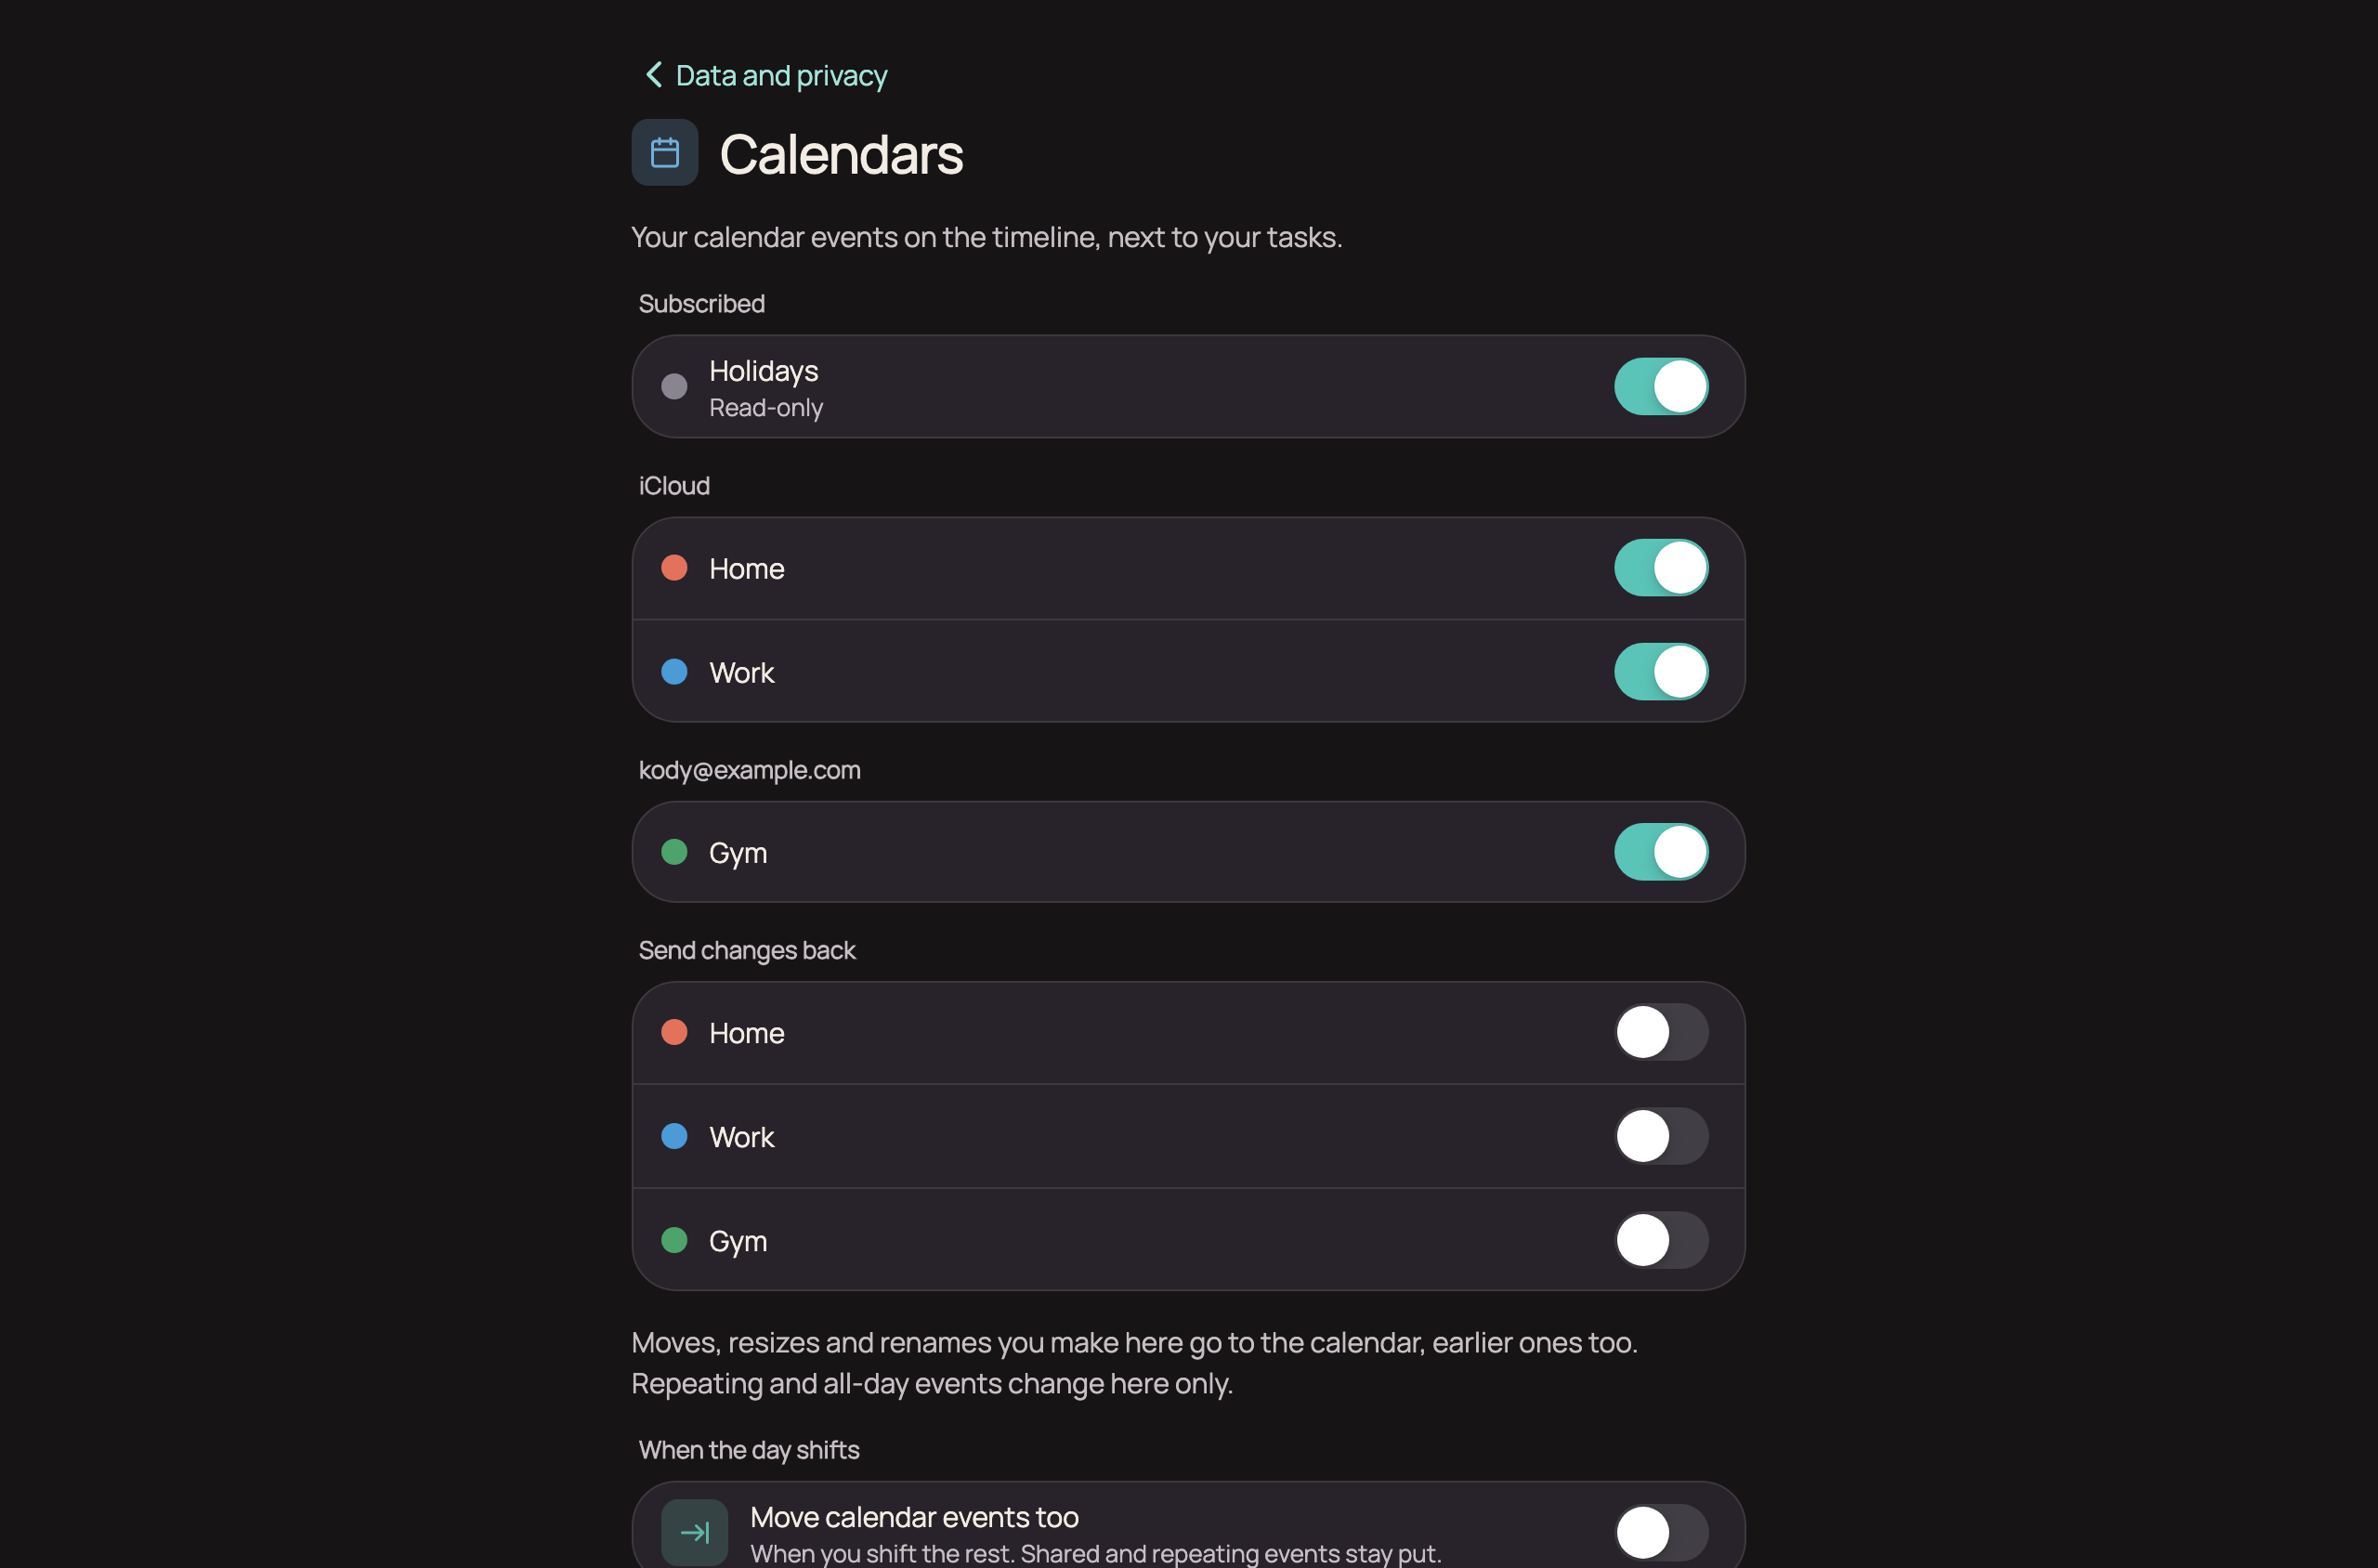 Data and privacy
Calendars
Your calendar events on the timeline, next to your tasks.
Subscribed
Holidays
Read-only
iCloud
Home
Work
kody@example.com
Gym
Send changes back
Home
Work
Gym
Moves, resizes and renames you make here go to the calendar, earlier ones too.
Repeating and all-day events change here only.
When the day shifts
Move calendar events too
When you shift the rest. Shared and repeating events stay put.